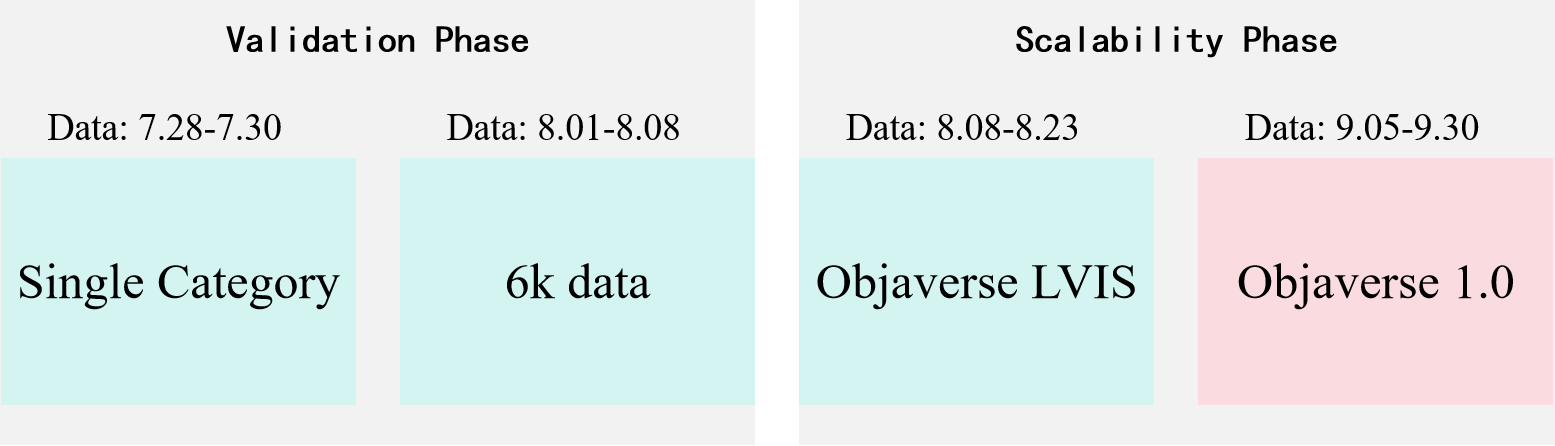 Validation Phase
Data: 7.28-7.30
Single Category
Data: 8.01-8.08
6k data
Scalability Phase
Data: 8.08-8.23
Objaverse LVIS
Data: 9.05-9.30
Objaverse 1.0